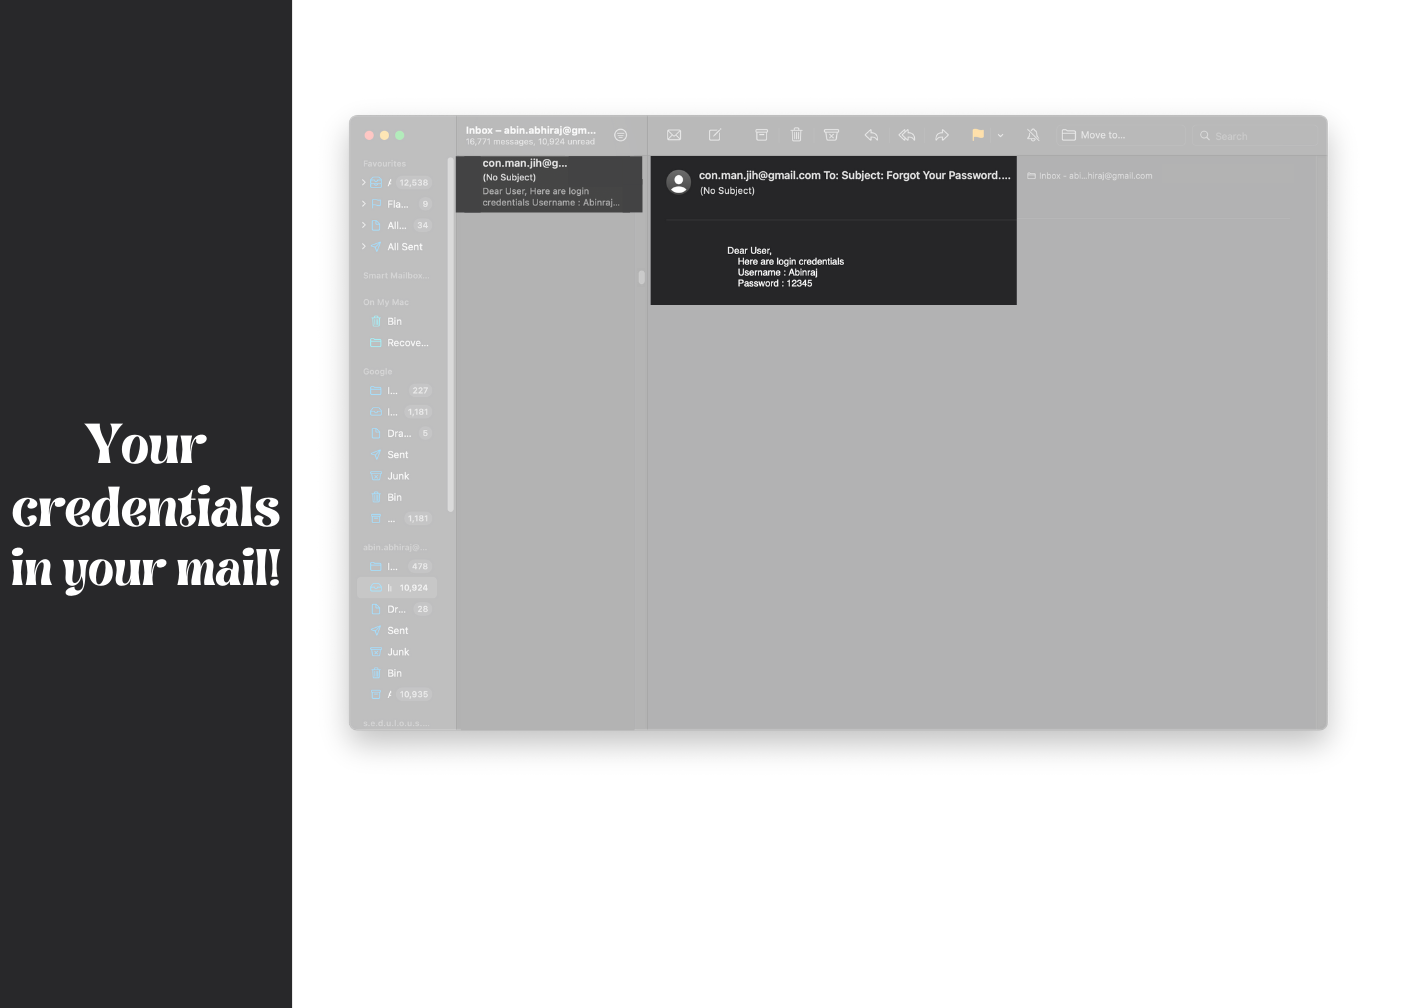 Your
credentials
in your mail!
Inbox – abin.abhiraj@gm...
16,771 messages, 10,924 unread
Move to...
Search
Favourites
12,538
Fla... 9
All... 34
All Sent
Smart Mailbox...
On My Mac
Bin
Recove...
Google
I... 227
I... 1,181
Dra... 5
Sent
Junk
Bin
... 1,181
abin.abhiraj@...
I... 478
10,924
Dr... 28
Sent
Junk
Bin
10,935
s.e.d.u.l.o.u.s...
con.man.jih@g...
(No Subject)
Dear User, Here are login
credentials Username : Abinraj...
con.man.jih@gmail.com To: Subject: Forgot Your Password....
(No Subject)
Inbox - abi...hiraj@gmail.com
Dear User,
Here are login credentials
Username : Abinraj
Password : 12345